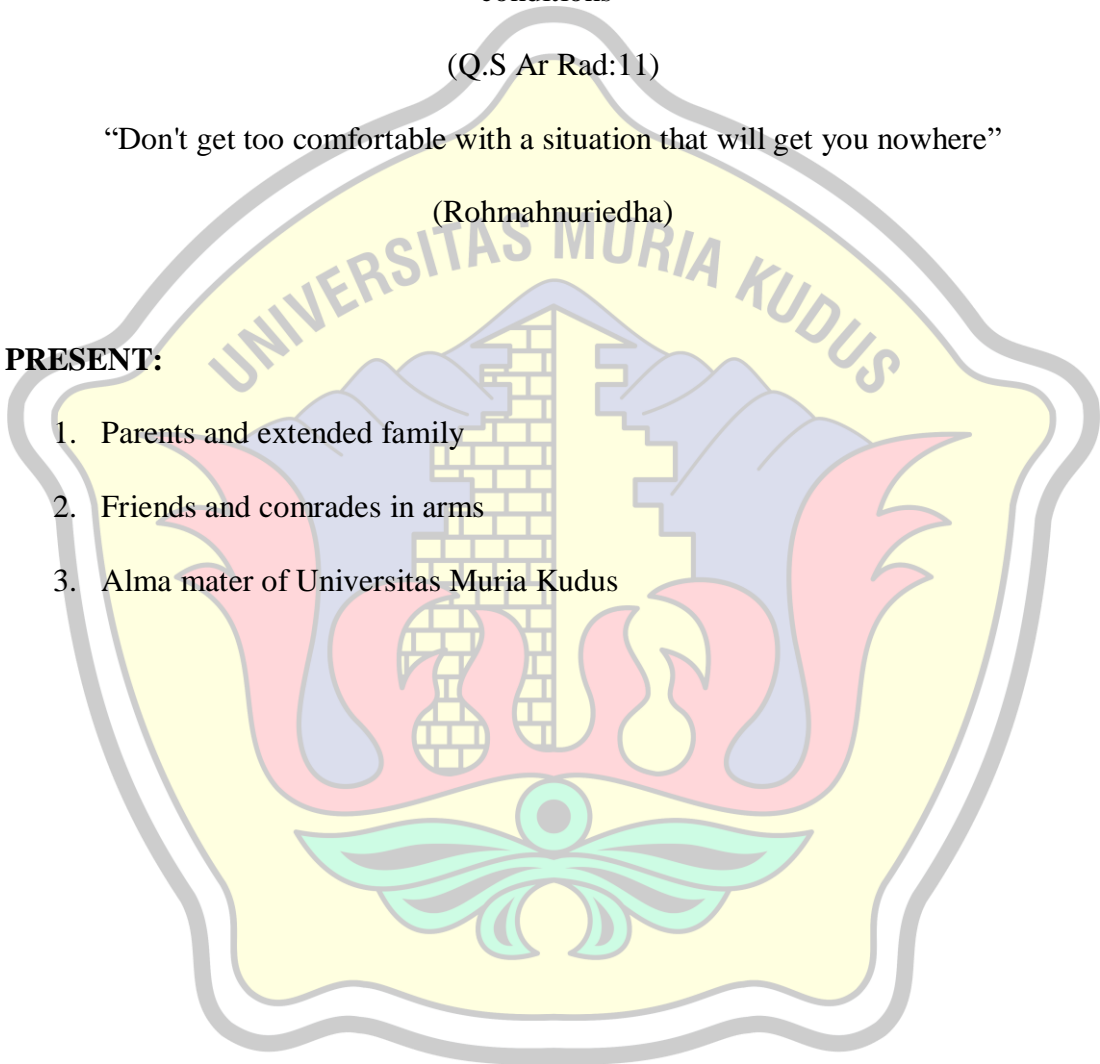 conditions”
(Q.S Ar Rad:11)
“Don't get too comfortable with a situation that will get you nowhere”
(Rohmahnuriedha)
UNIVERSITAS MURIA KUDUS
PRESENT:
1. Parents and extended family
2. Friends and comrades in arms
3. Alma mater of Universitas Muria Kudus